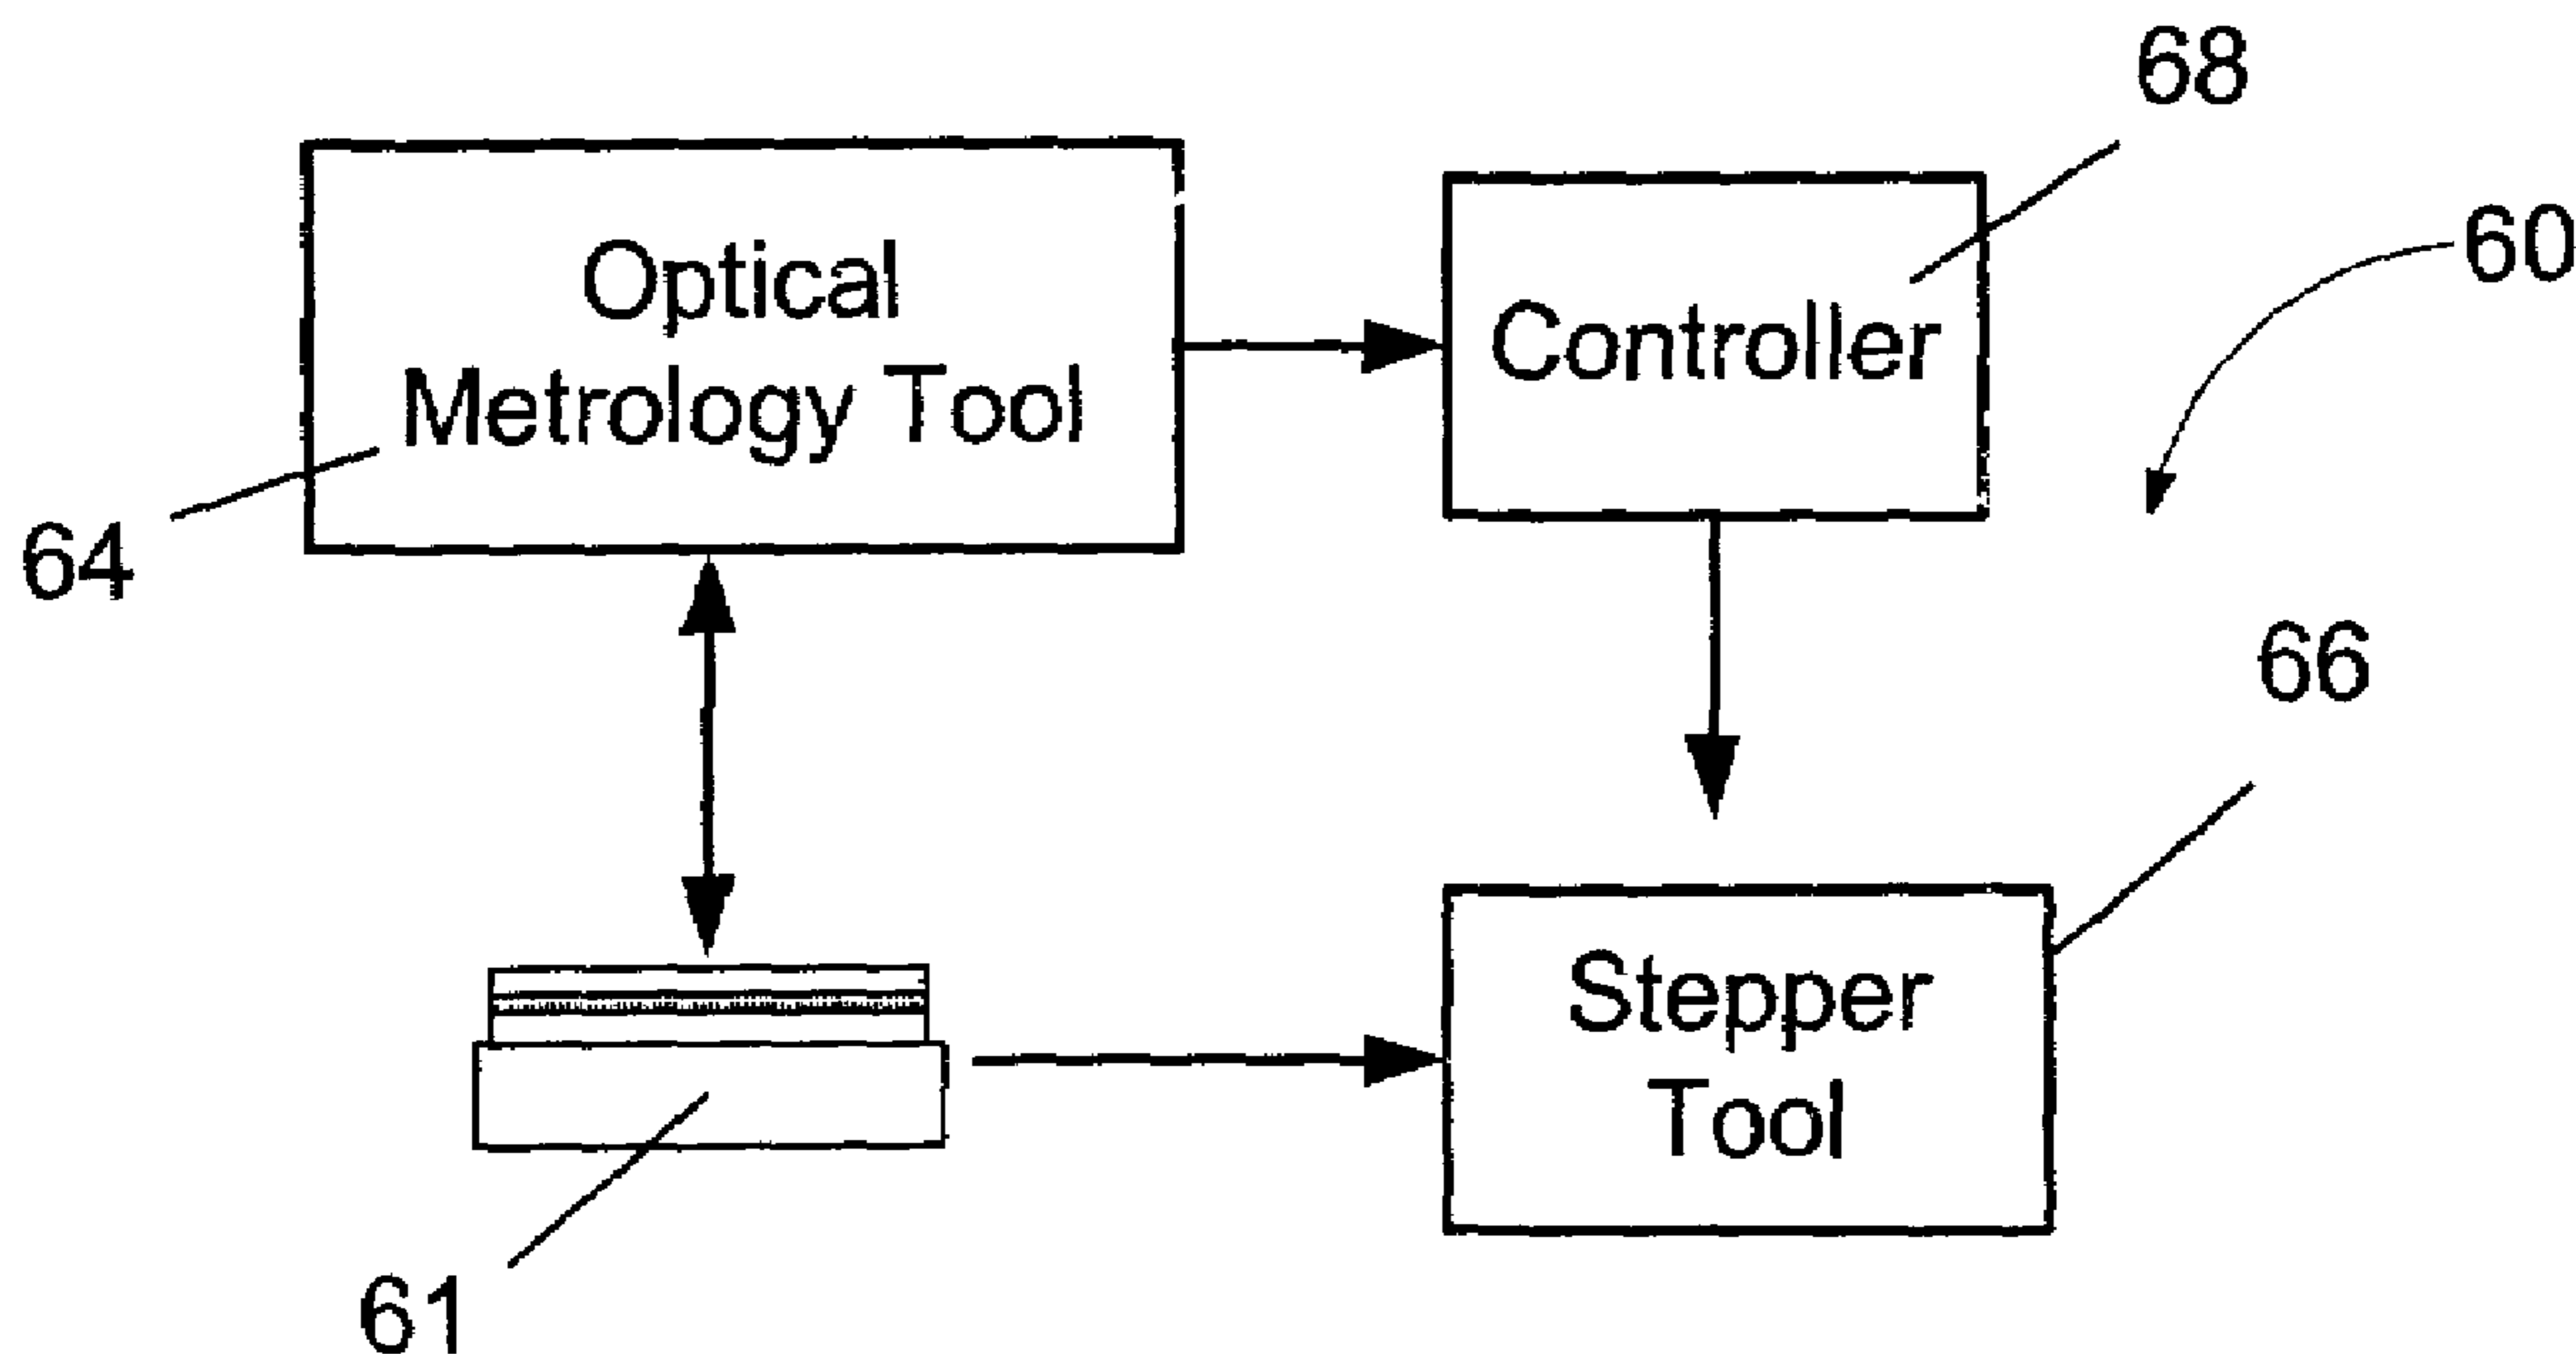 68
Optical
Metrology Tool
Controller
60
64
66
Stepper
Tool
61